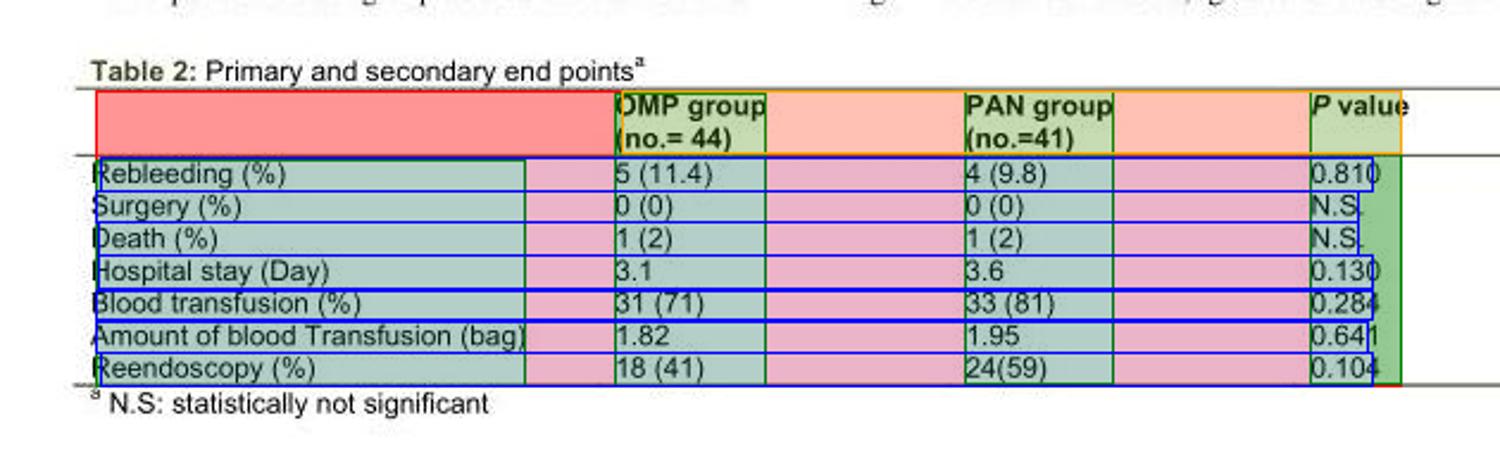 Table 2: Primary and secondary end pointsª
OMP group PAN group P value
(no.= 44) (no.=41)
Rebleeding (%) 5 (11.4) 4 (9.8) 0.810
Surgery (%) 0 (0) 0 (0) N.S.
Death (%) 1 (2) 1 (2) N.S.
Hospital stay (Day) 3.1 3.6 0.130
Blood transfusion (%) 31 (71) 33 (81) 0.284
Amount of blood Transfusion (bag) 1.82 1.95 0.641
Reendoscopy (%) 18 (41) 24(59) 0.104
ª N.S: statistically not significant